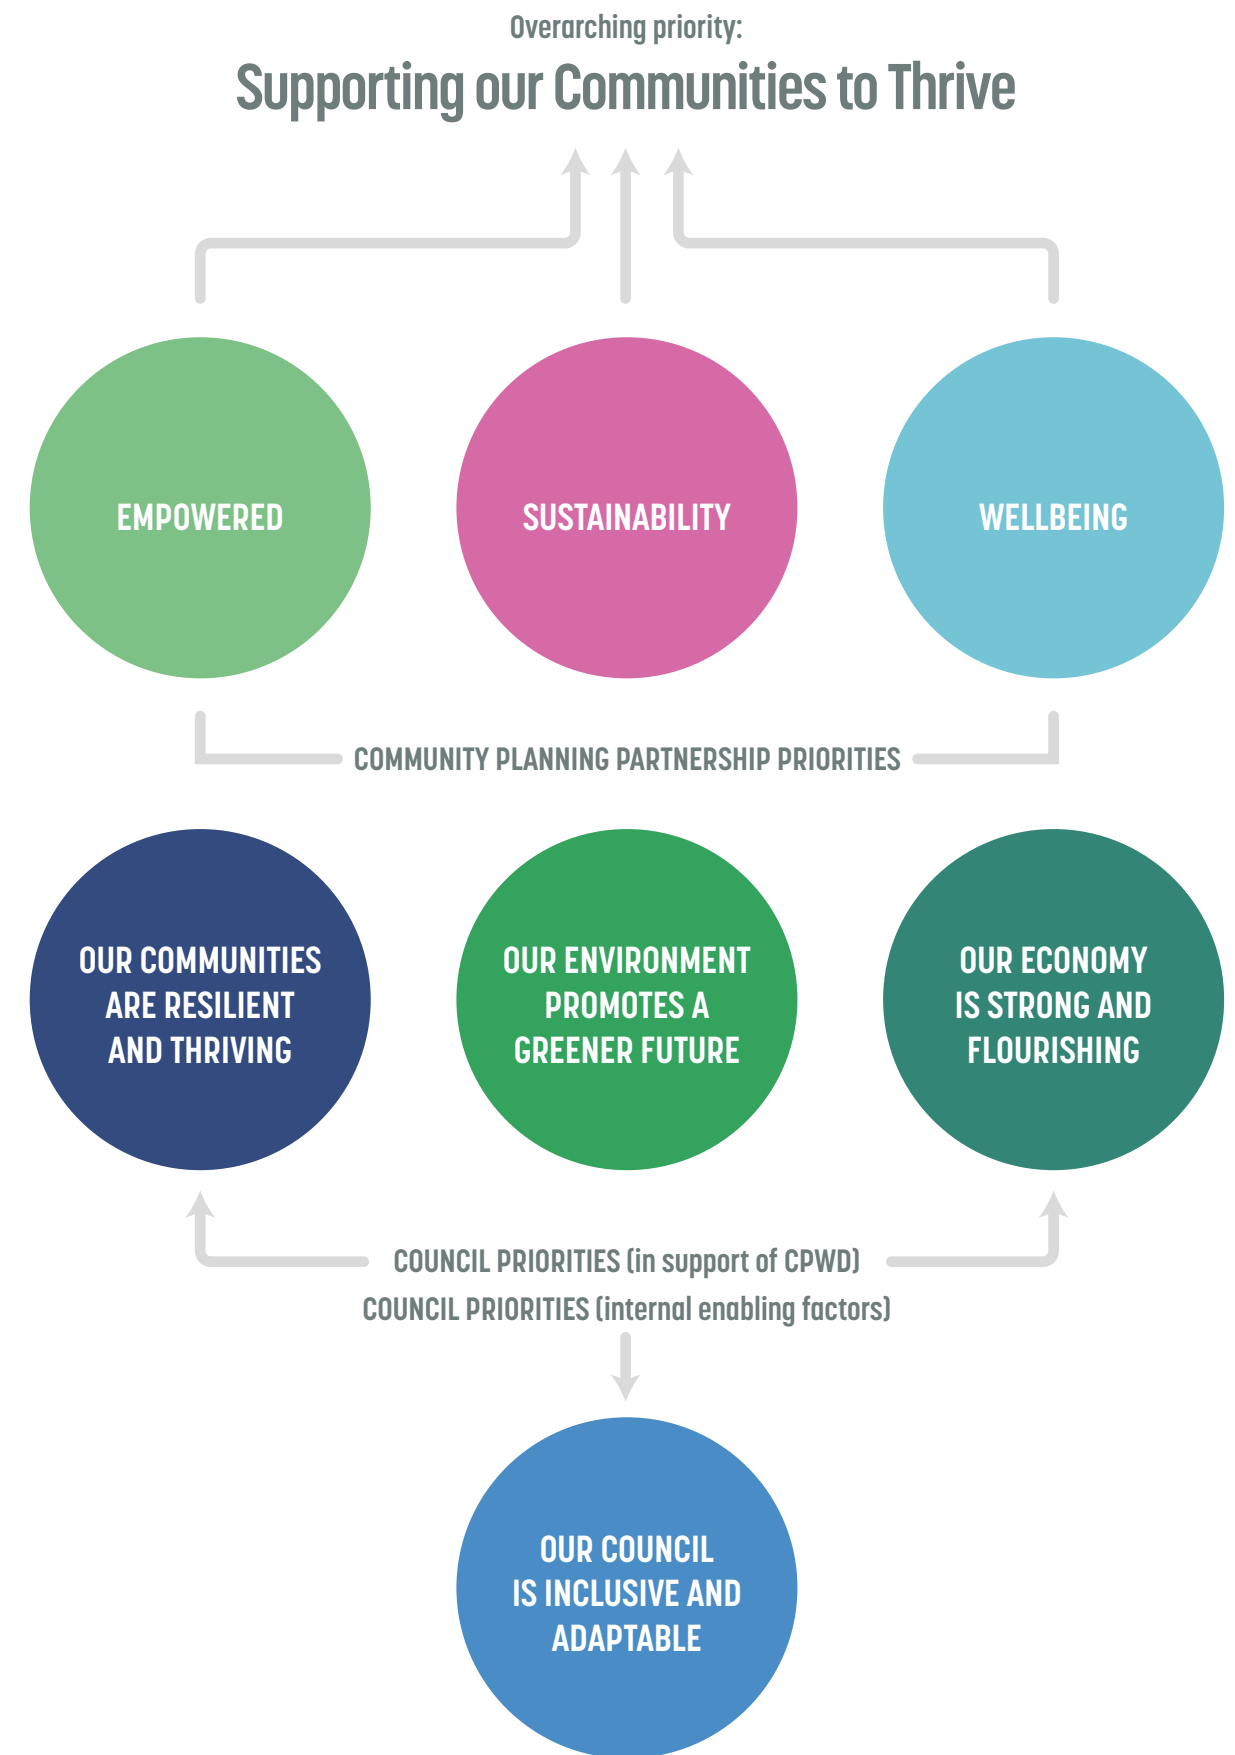 Overarching priority:
Supporting our Communities to Thrive
EMPOWERED
SUSTAINABILITY
WELLBEING
COMMUNITY PLANNING PARTNERSHIP PRIORITIES
OUR COMMUNITIES
ARE RESILIENT
AND THRIVING
OUR ENVIRONMENT
PROMOTES A
GREENER FUTURE
OUR ECONOMY
IS STRONG AND
FLOURISHING
COUNCIL PRIORITIES (in support of CPWD)
COUNCIL PRIORITIES (internal enabling factors)
OUR COUNCIL
IS INCLUSIVE AND
ADAPTABLE